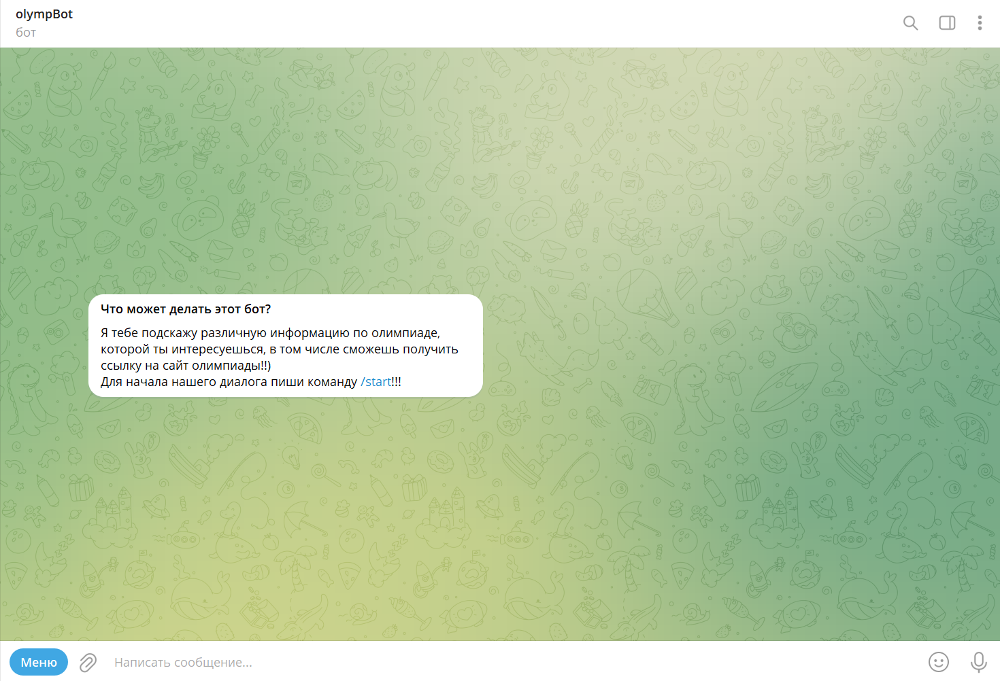 olympBot
бот
Что может делать этот бот?
Я тебе подскажу различную информацию по олимпиаде,
которой ты интересуешься, в том числе сможешь получить
ссылку на сайт олимпиады!!)
Для начала нашего диалога пиши команду /start!!!
Меню
Написать сообщение...